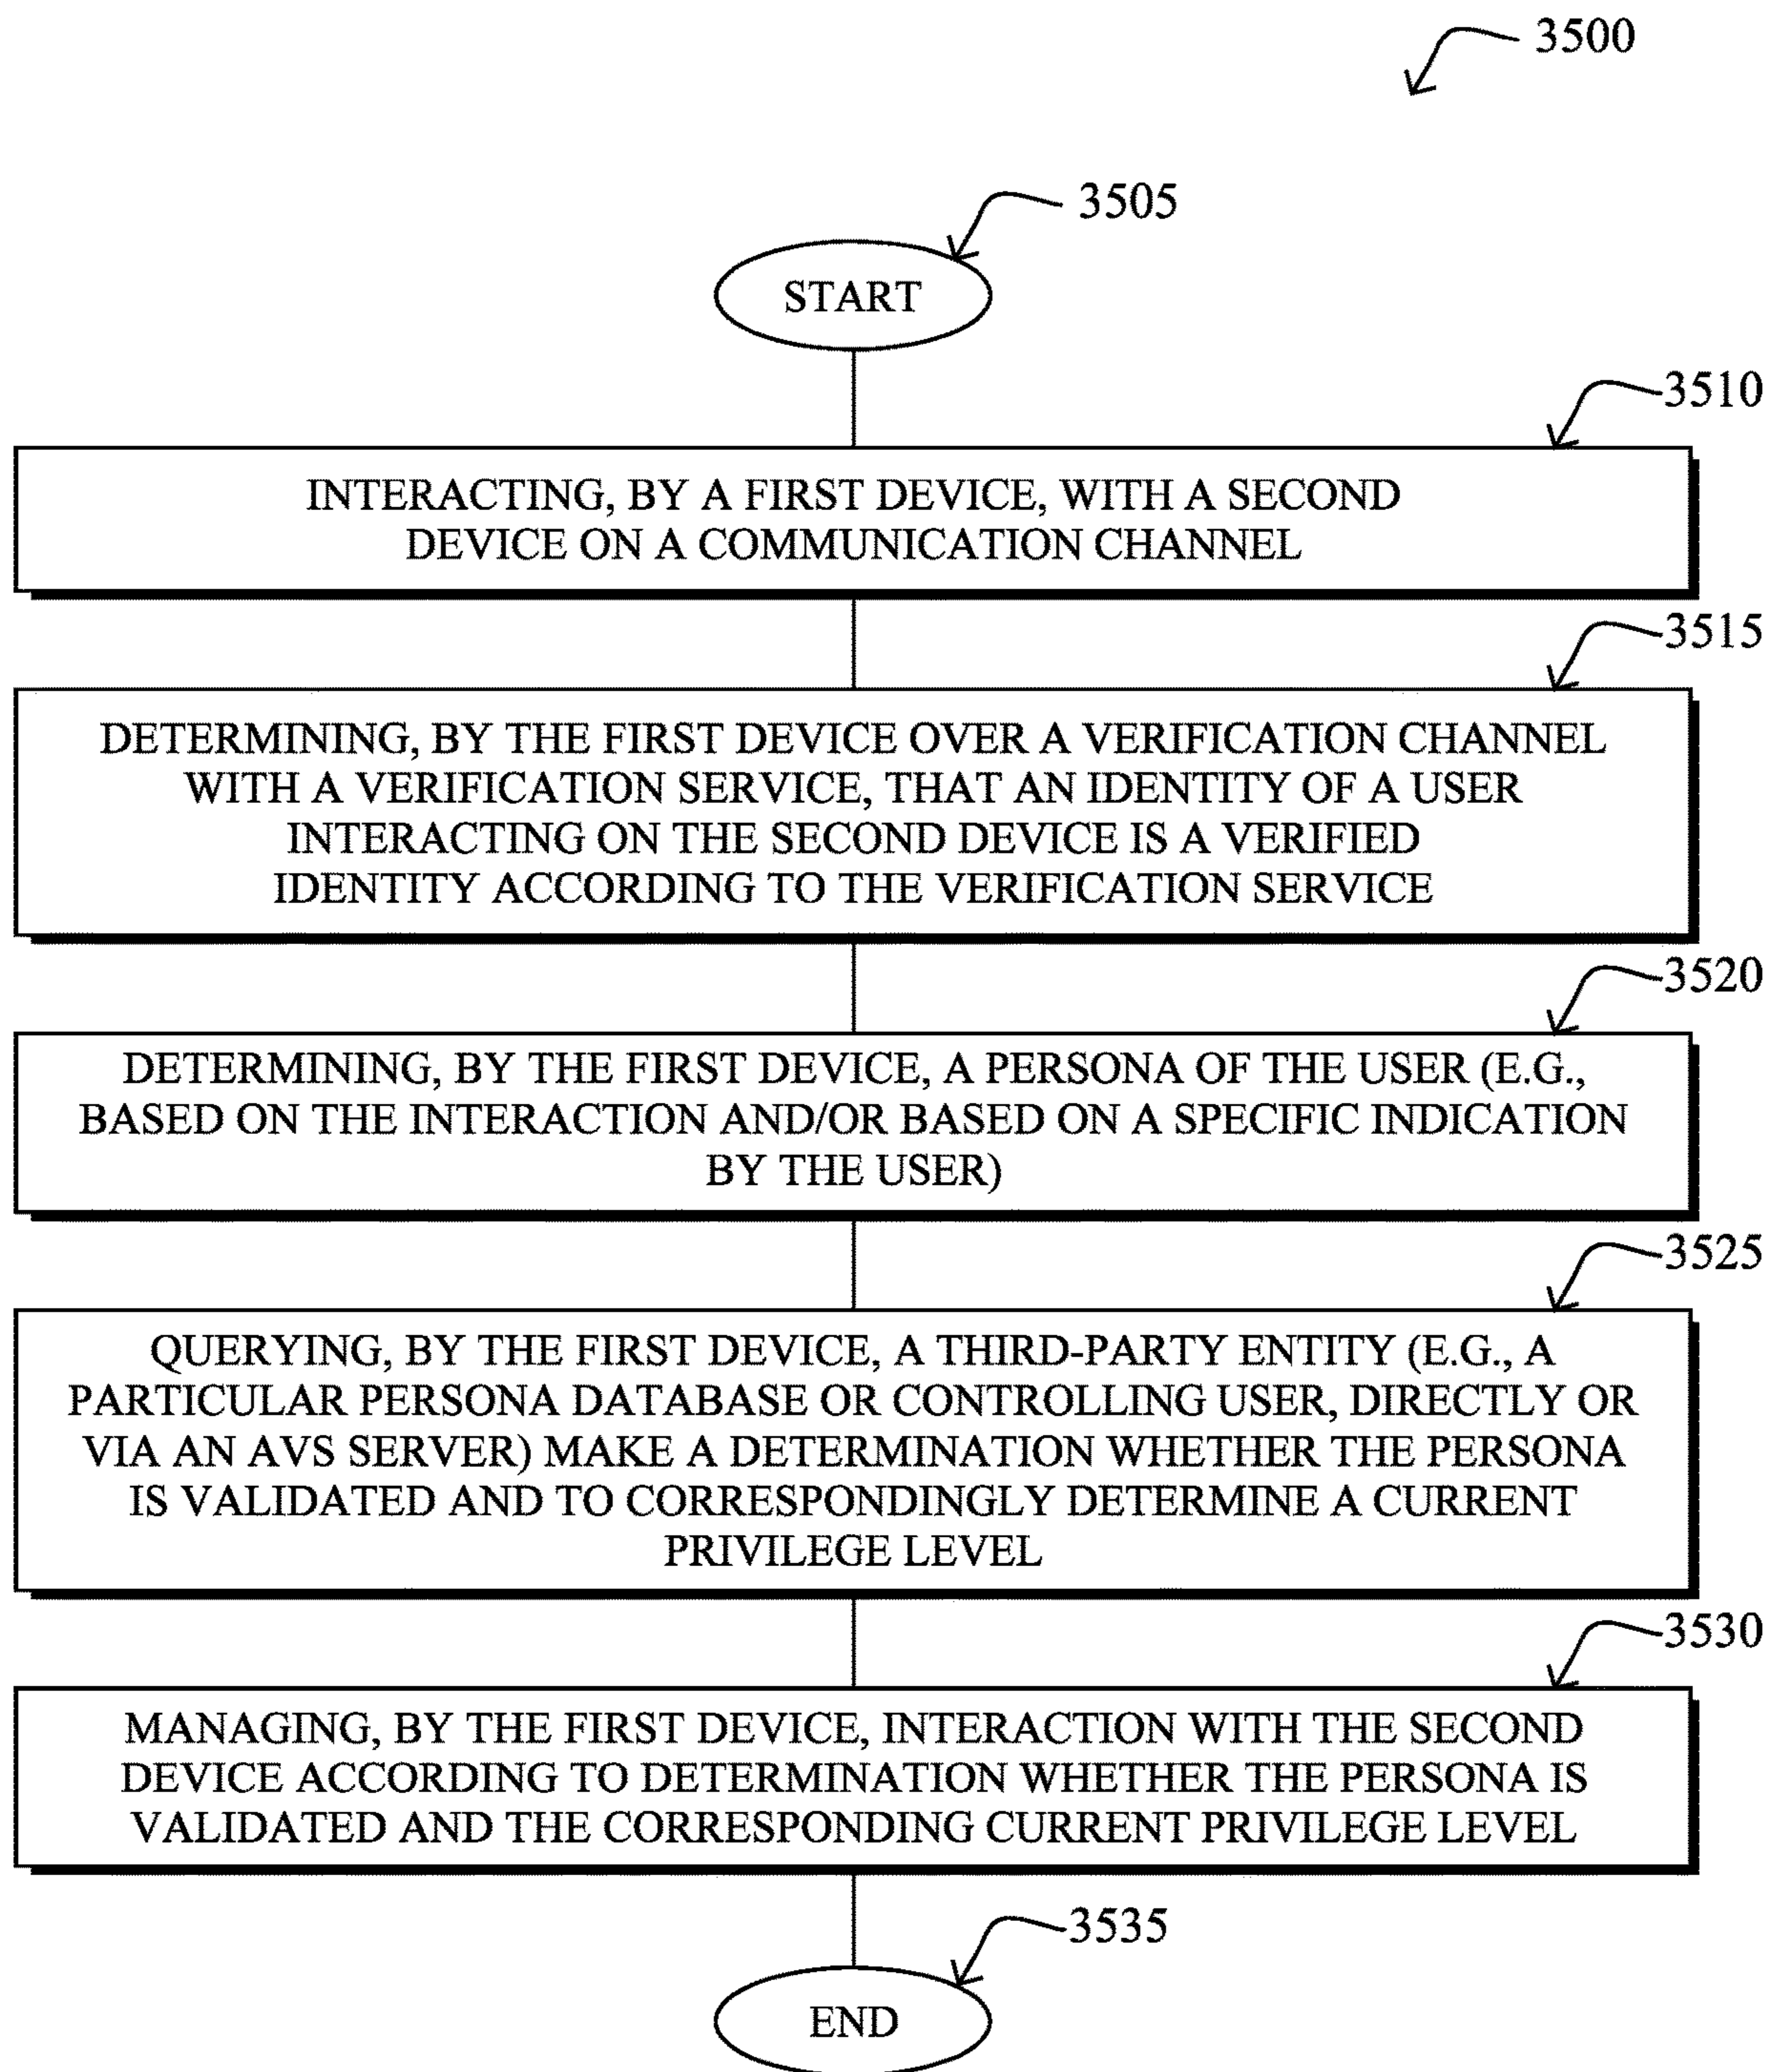 3500
3505
START
3510
INTERACTING, BY A FIRST DEVICE, WITH A SECOND
DEVICE ON A COMMUNICATION CHANNEL
3515
DETERMINING, BY THE FIRST DEVICE OVER A VERIFICATION CHANNEL
WITH A VERIFICATION SERVICE, THAT AN IDENTITY OF A USER
INTERACTING ON THE SECOND DEVICE IS A VERIFIED
IDENTITY ACCORDING TO THE VERIFICATION SERVICE
3520
DETERMINING, BY THE FIRST DEVICE, A PERSONA OF THE USER (E.G.,
BASED ON THE INTERACTION AND/OR BASED ON A SPECIFIC INDICATION
BY THE USER)
3525
QUERYING, BY THE FIRST DEVICE, A THIRD-PARTY ENTITY (E.G., A
PARTICULAR PERSONA DATABASE OR CONTROLLING USER, DIRECTLY OR
VIA AN AVS SERVER) MAKE A DETERMINATION WHETHER THE PERSONA
IS VALIDATED AND TO CORRESPONDINGLY DETERMINE A CURRENT
PRIVILEGE LEVEL
3530
MANAGING, BY THE FIRST DEVICE, INTERACTION WITH THE SECOND
DEVICE ACCORDING TO DETERMINATION WHETHER THE PERSONA IS
VALIDATED AND THE CORRESPONDING CURRENT PRIVILEGE LEVEL
3535
END